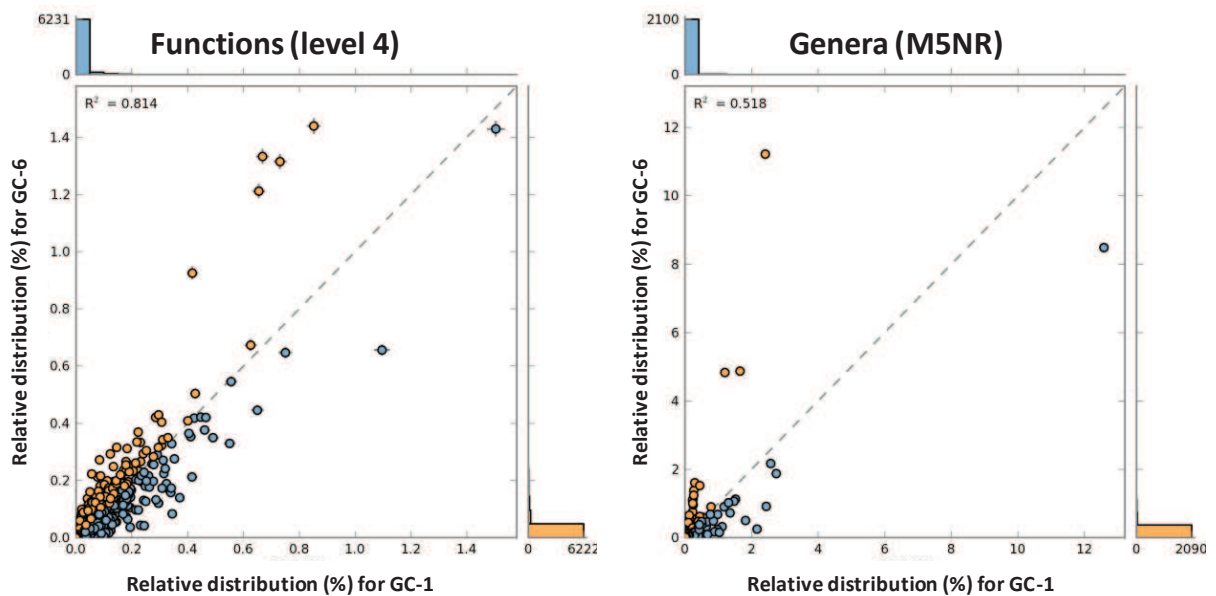 6231
0
Functions (level 4)
R² = 0.814
1.4
1.2
1.0
0.8
0.6
0.4
0.2
0.0
Relative distribution (%) for GC-6
0.0 0.2 0.4 0.6 0.8 1.0 1.2 1.4
0 6222
Relative distribution (%) for GC-1
2100
0
Genera (M5NR)
R² = 0.518
12
10
8
6
4
2
0
Relative distribution (%) for GC-6
0 2 4 6 8 10 12
0 2090
Relative distribution (%) for GC-1